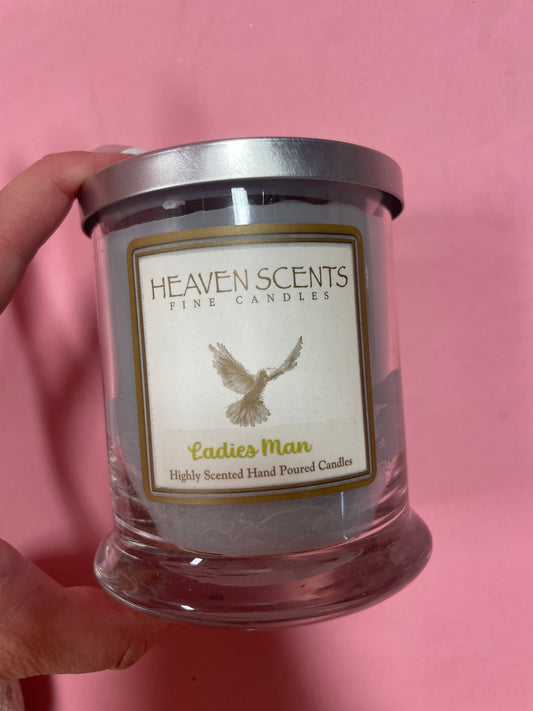 HEAVEN SCENTS
FINE CANDLES
Ladies Man
Highly Scented Hand Poured Candles